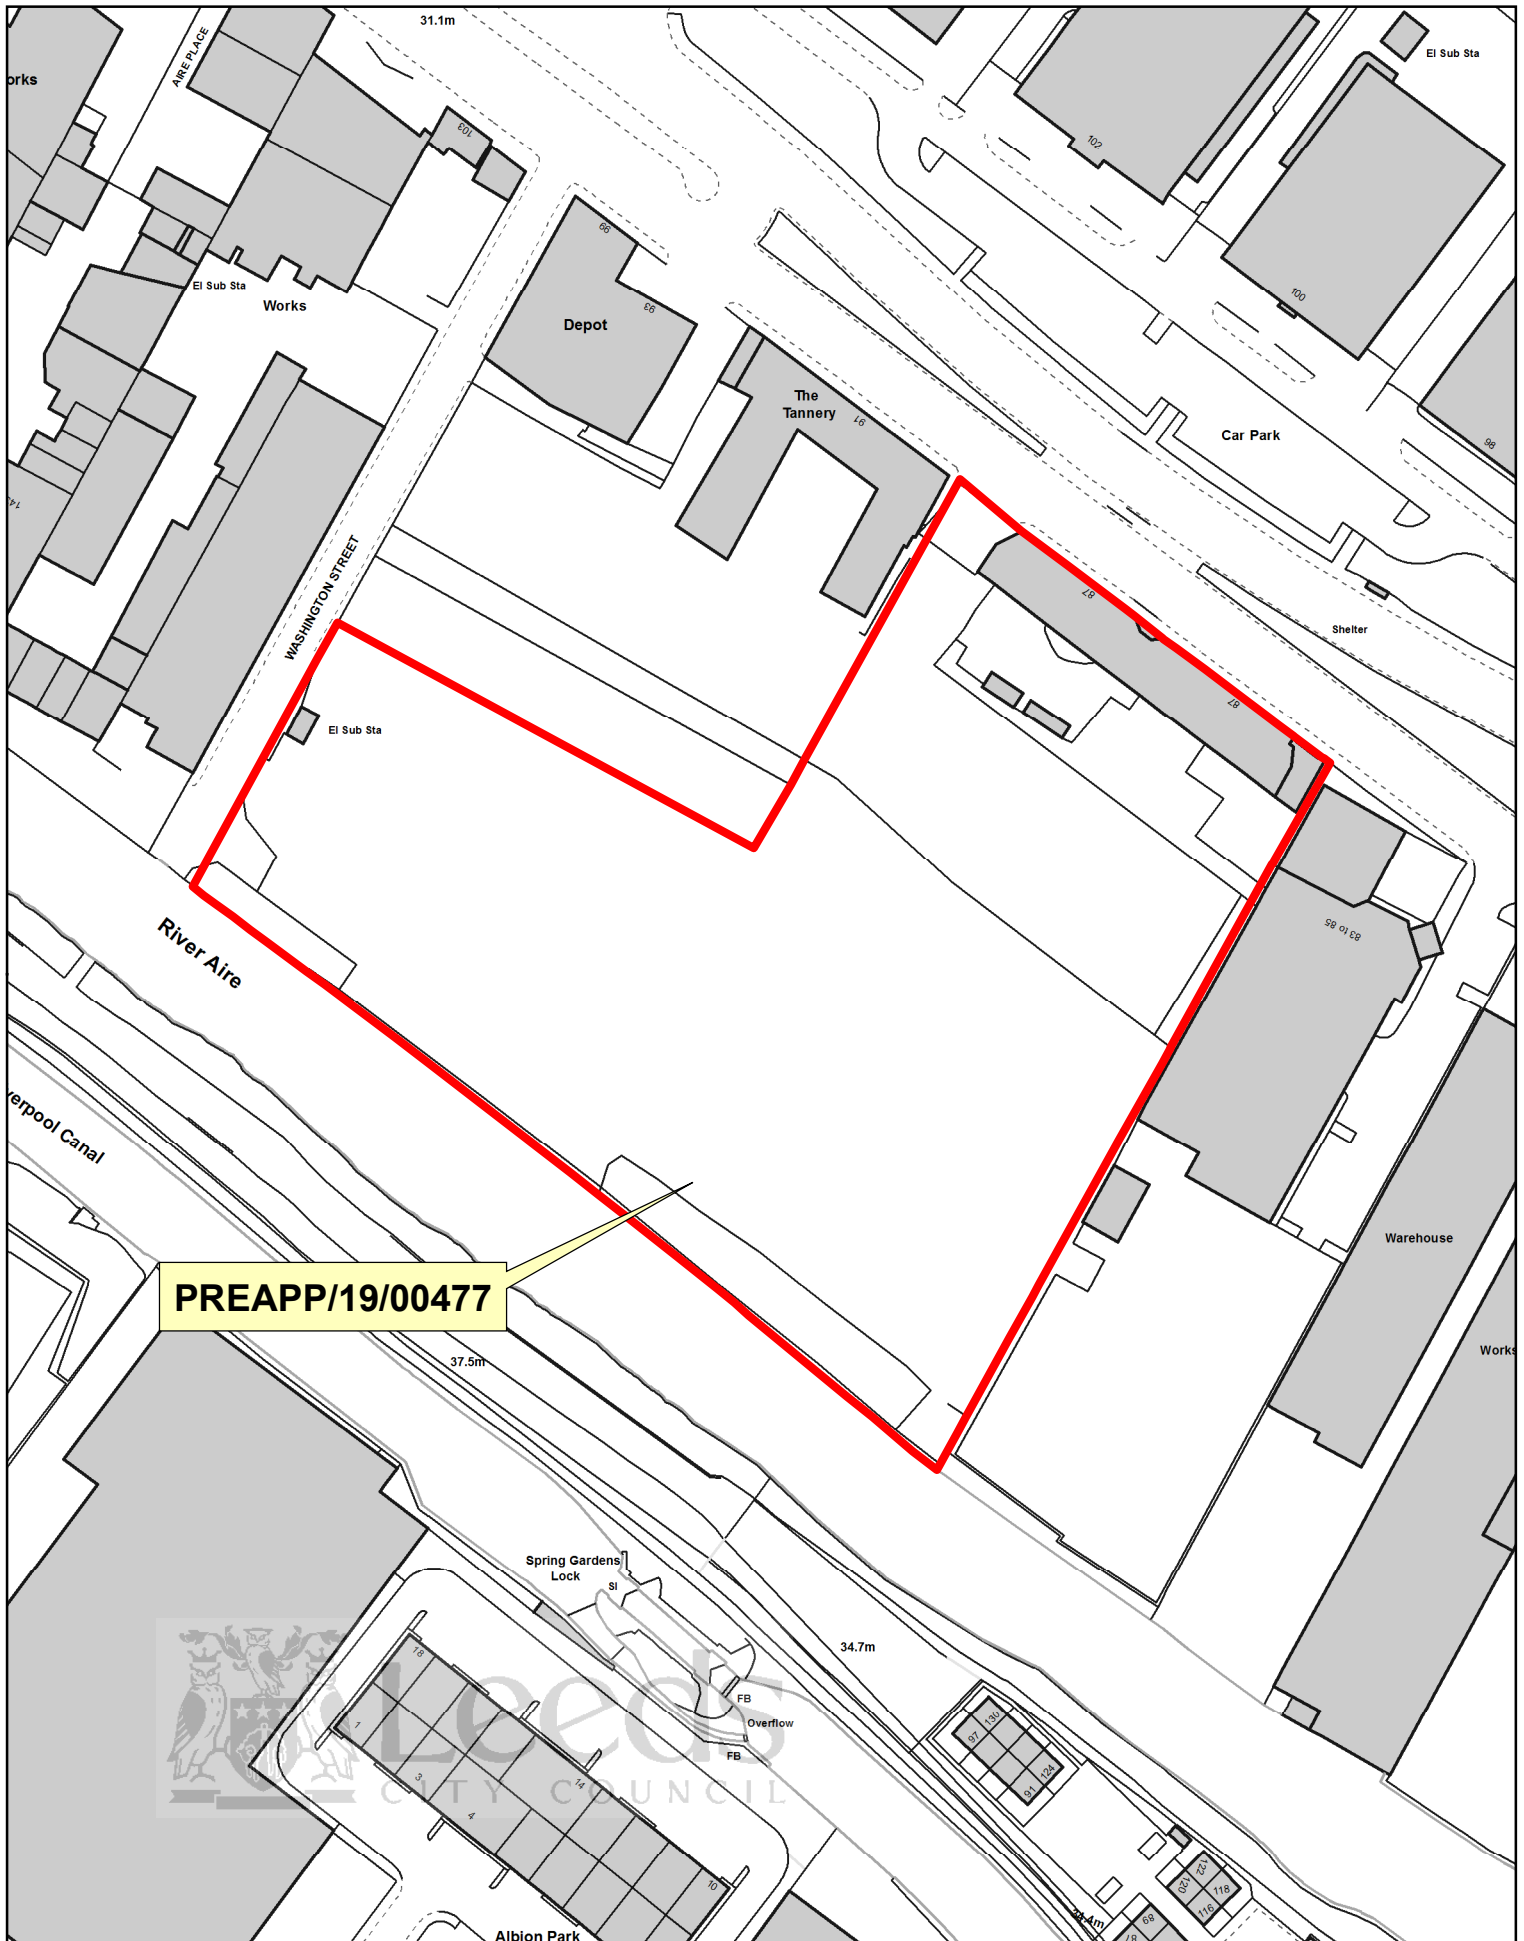 31.1m
El Sub Sta
orks
AIRE PLACE
103
102
99
El Sub Sta
Works
93
Depot
100
The
Tannery
91
Car Park
98
WASHINGTON STREET
87
Shelter
87
El Sub Sta
83 to 85
River Aire
verpool Canal
Warehouse
PREAPP/19/00477
Works
37.5m
Spring Gardens
Lock
Sl
34.7m
18
FB
Overflow
FB
1
3
4
14
10
97
130
91
124
Leeds
CITY COUNCIL
122
120
118
116
89
Albion Park